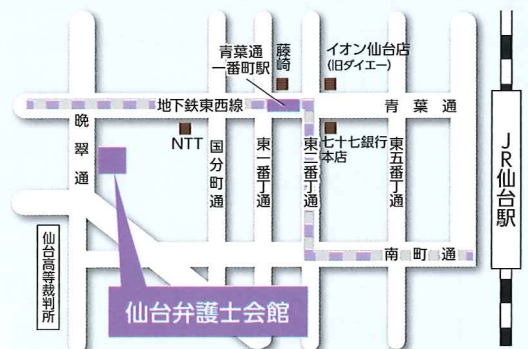 青葉通
一番町駅
藤崎
イオン仙台店
(旧ダイエー)
地下鉄東西線
青葉通
晩翠通
NTT
国分町通
東一番丁通
東二番丁通
七十七銀行
本店
東五番丁通
JR仙台駅
仙台高等裁判所
南町通
仙台弁護士会館